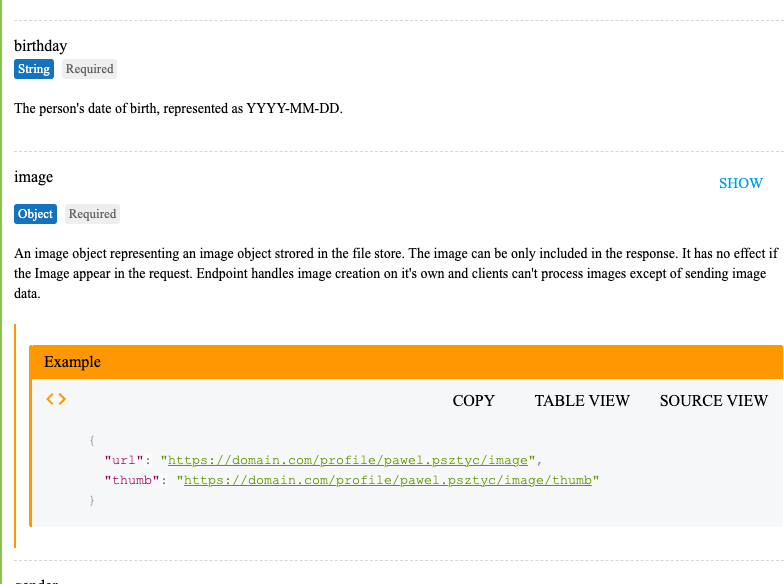 birthday
String Required
The person's date of birth, represented as YYYY-MM-DD.
image
SHOW
Object Required
An image object representing an image object strored in the file store. The image can be only included in the response. It has no effect if
the Image appear in the request. Endpoint handles image creation on it's own and clients can't process images except of sending image
data.
Example
<> COPY TABLE VIEW SOURCE VIEW
{
"url": "https://domain.com/profile/pawel.psztyc/image",
"thumb": "https://domain.com/profile/pawel.psztyc/image/thumb"
}